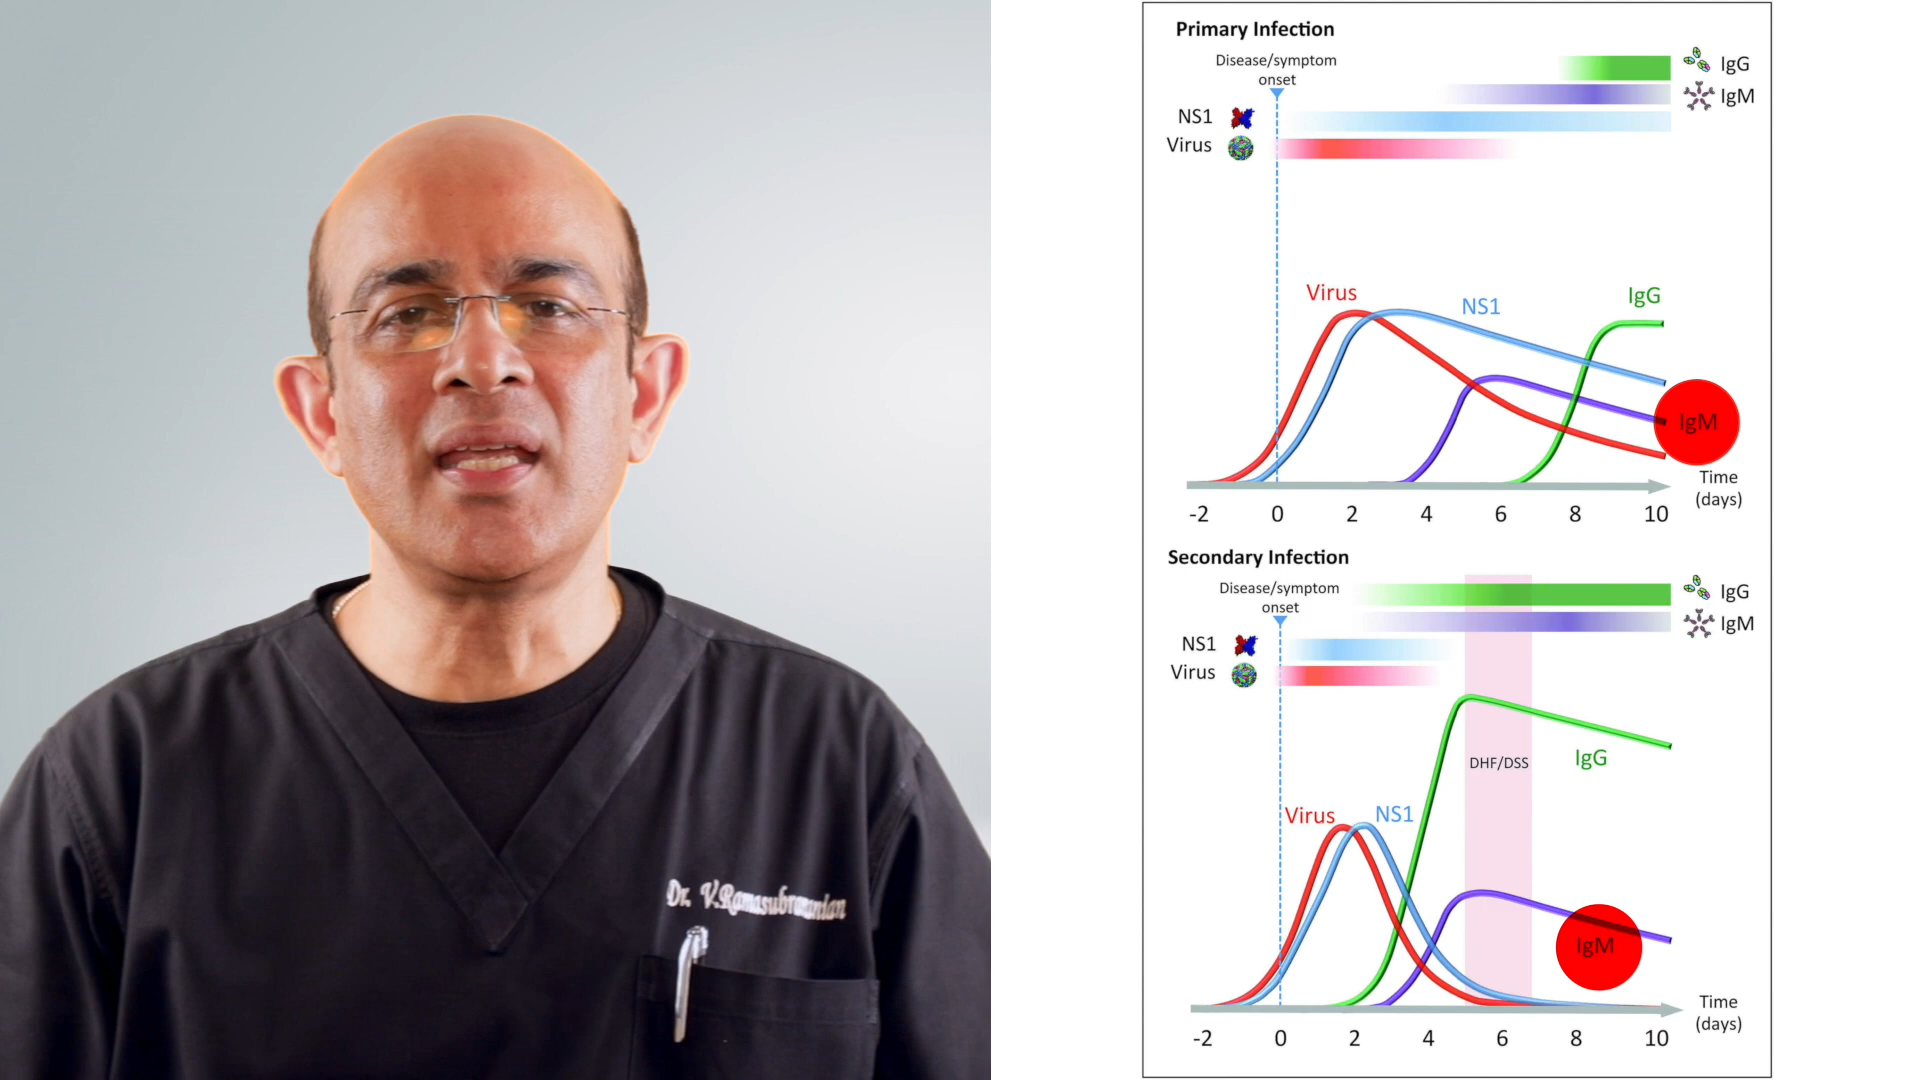 Dr. V.Ramasubramanian
Primary Infection
Disease/symptom
onset
IgG
IgM
NS1
Virus
Virus
NS1
IgG
IgM
Time
(days)
-2 0 2 4 6 8 10
Secondary Infection
Disease/symptom
onset
IgG
IgM
NS1
Virus
DHF/DSS
IgG
Virus
NS1
IgM
Time
(days)
-2 0 2 4 6 8 10